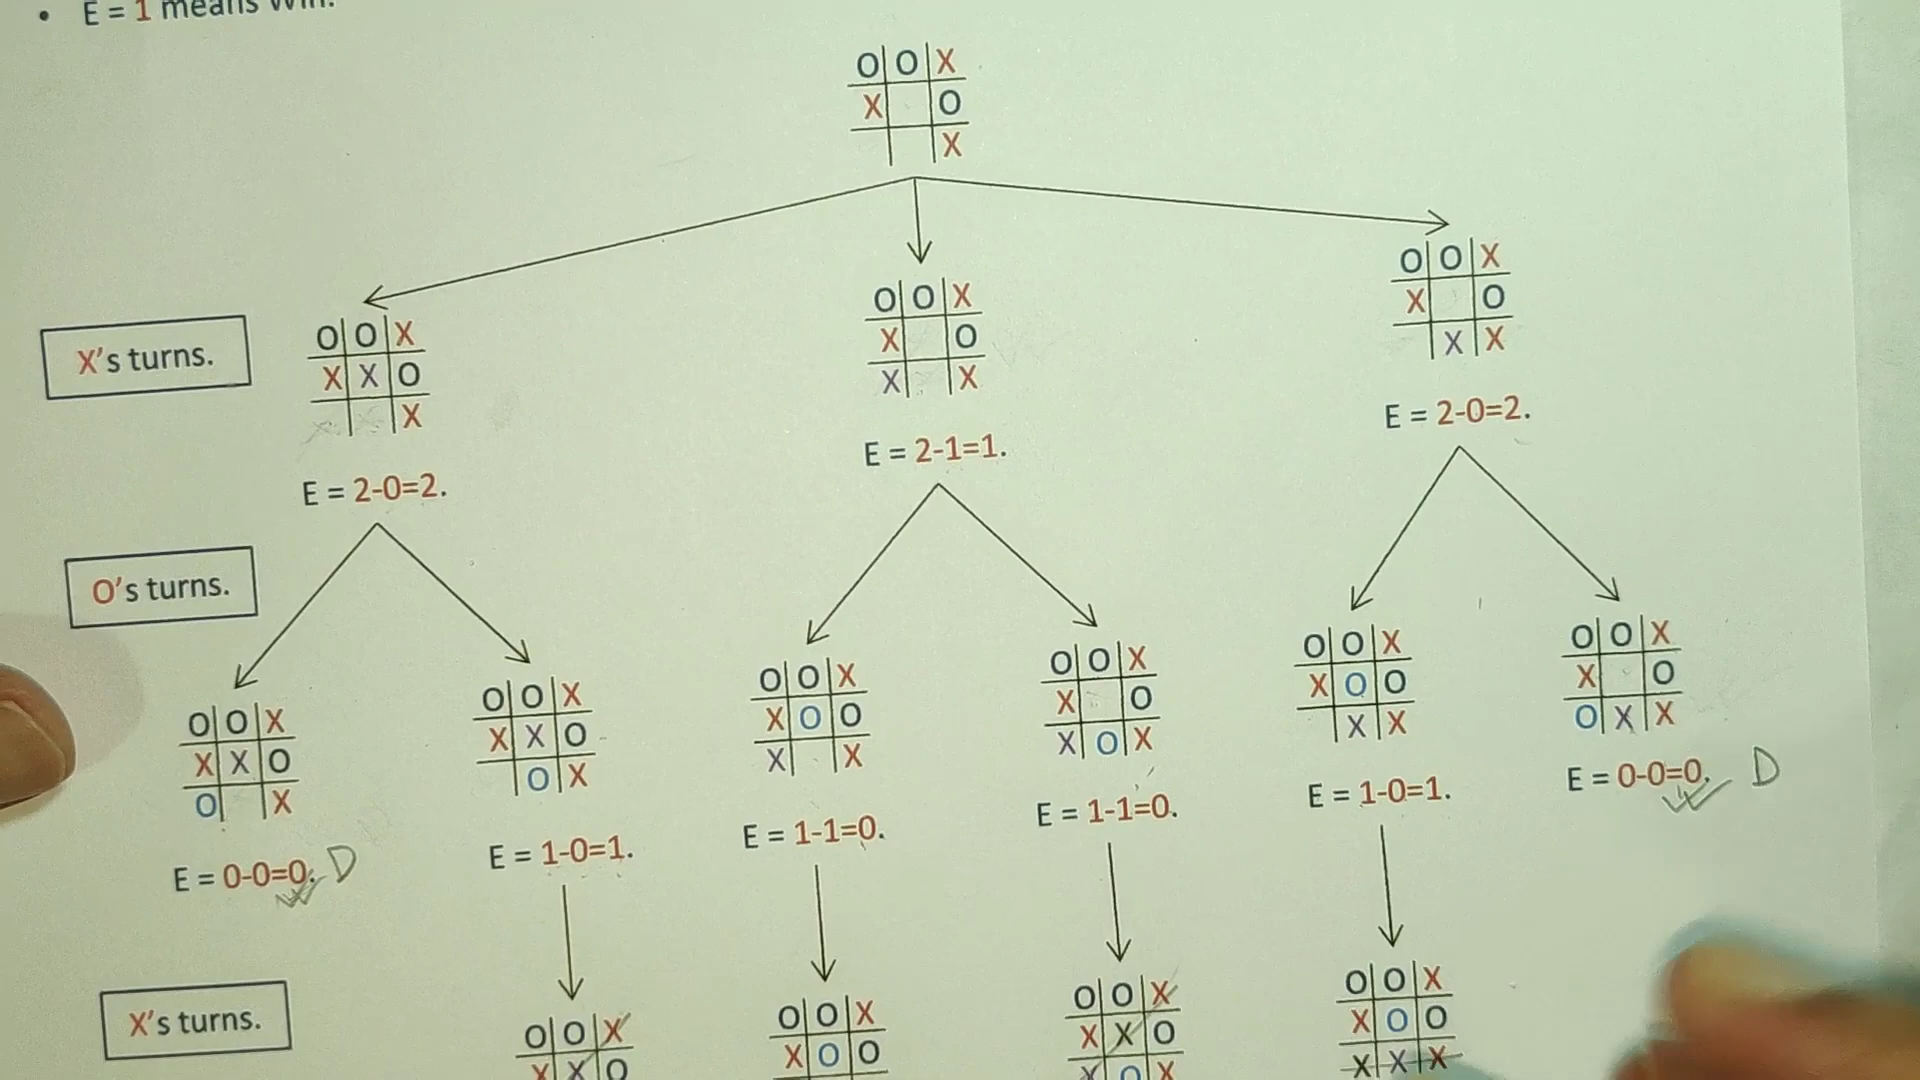 • E = 1 means win.
O O X
X O
X
X's turns.
O O X
X X O
X
E = 2-0=2.
O O X
X O
X X
E = 2-1=1.
O O X
X O
X X
E = 2-0=2.
O's turns.
O O X
X X O
O X
E = 0-0=0. D
O O X
X X O
O X
E = 1-0=1.
O O X
X O O
X X
E = 1-1=0.
O O X
X O
X O X
E = 1-1=0.
O O X
X O O
X X
E = 1-0=1.
O O X
X O
O X X
E = 0-0=0. D
X's turns.
O O X
X X O
O O X
X O O
O O X
X X O
X O X
O O X
X O O
X X X